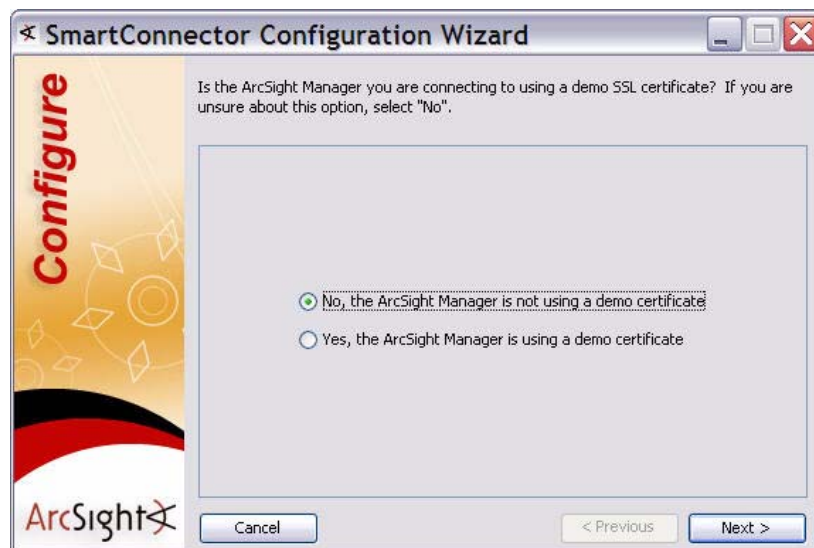 SmartConnector Configuration Wizard
Configure
Is the ArcSight Manager you are connecting to using a demo SSL certificate? If you are
unsure about this option, select "No".
No, the ArcSight Manager is not using a demo certificate
Yes, the ArcSight Manager is using a demo certificate
ArcSight
Cancel
< Previous
Next >